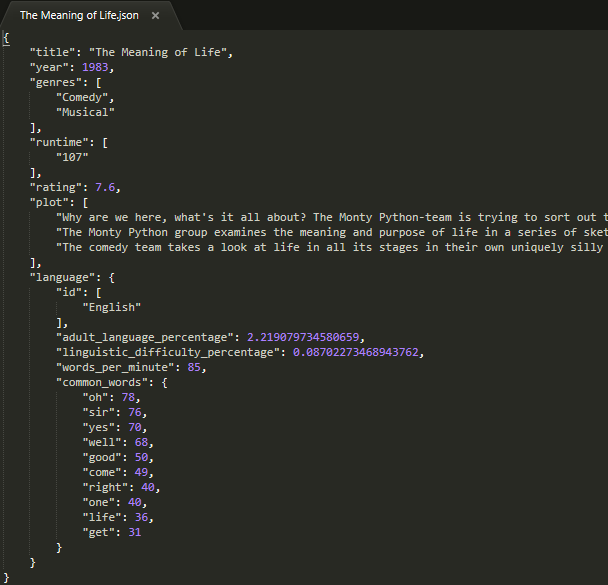 The Meaning of Life.json ×
{
    "title": "The Meaning of Life",
    "year": 1983,
    "genres": [
        "Comedy",
        "Musical"
    ],
    "runtime": [
        "107"
    ],
    "rating": 7.6,
    "plot": [
        "Why are we here, what's it all about? The Monty Python-team is trying to sort out
        "The Monty Python group examines the meaning and purpose of life in a series of
        "The comedy team takes a look at life in all its stages in their own uniquely silly
    ],
    "language": {
        "id": [
            "English"
        ],
        "adult_language_percentage": 2.219079734580659,
        "linguistic_difficulty_percentage": 0.08702273468943762,
        "words_per_minute": 85,
        "common_words": {
            "oh": 78,
            "sir": 76,
            "yes": 70,
            "well": 68,
            "good": 50,
            "come": 49,
            "right": 40,
            "one": 40,
            "life": 36,
            "get": 31
        }
    }
}